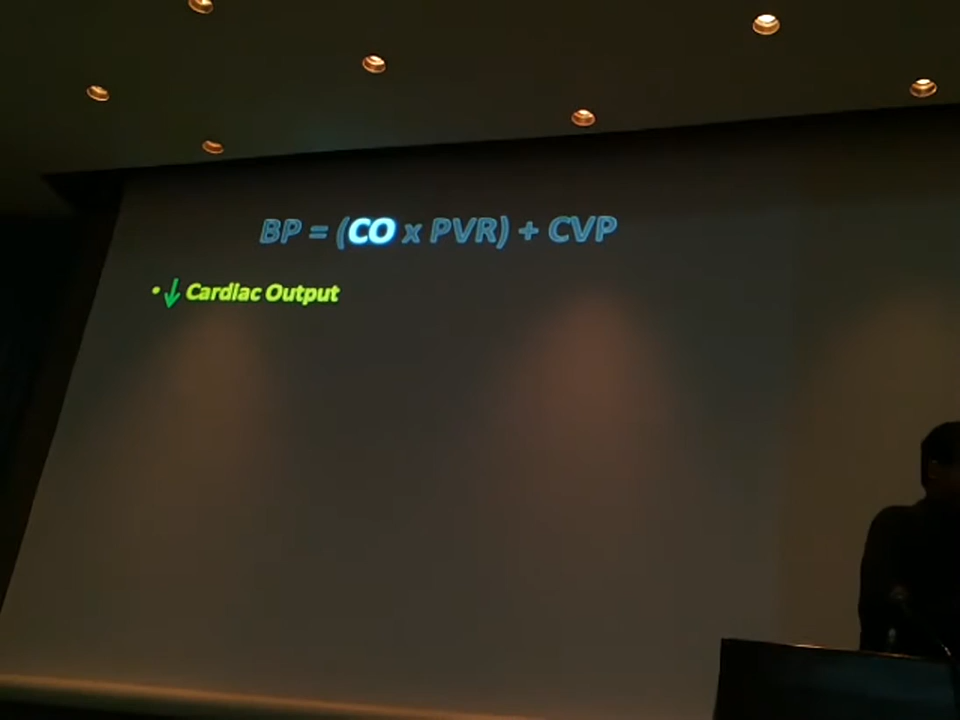 BP = (CO x PVR) + CVP
• ↓ Cardiac Output